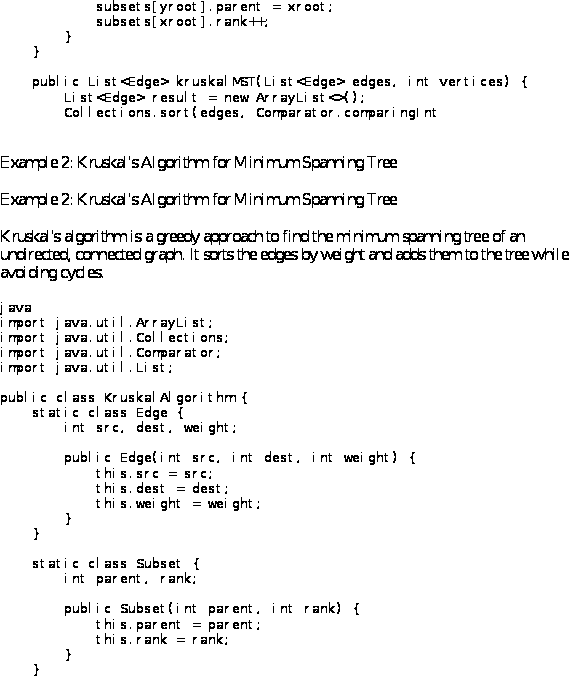 subsets[yroot].parent = xroot;
            subsets[xroot].rank++;
        }
    }

    public List<Edge> kruskalMST(List<Edge> edges, int vertices) {
        List<Edge> result = new ArrayList<>();
        Collections.sort(edges, Comparator.comparingInt

Example 2: Kruskal's Algorithm for Minimum Spanning Tree

Example 2: Kruskal's Algorithm for Minimum Spanning Tree

Kruskal's algorithm is a greedy approach to find the minimum spanning tree of an
undirected, connected graph. It sorts the edges by weight and adds them to the tree while
avoiding cycles.

java
import java.util.ArrayList;
import java.util.Collections;
import java.util.Comparator;
import java.util.List;

public class KruskalAlgorithm {
    static class Edge {
        int src, dest, weight;

        public Edge(int src, int dest, int weight) {
            this.src = src;
            this.dest = dest;
            this.weight = weight;
        }
    }

    static class Subset {
        int parent, rank;

        public Subset(int parent, int rank) {
            this.parent = parent;
            this.rank = rank;
        }
    }